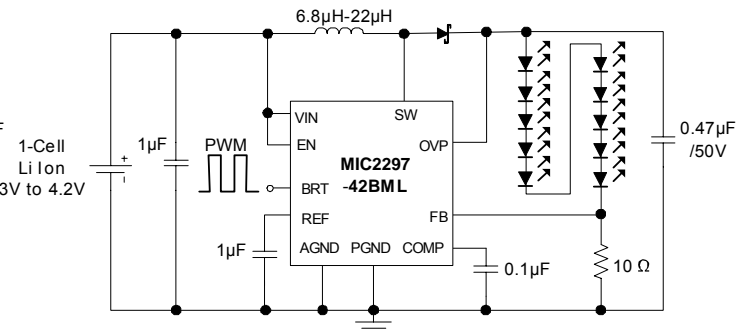 6.8µH-22µH
VIN
SW
EN
OVP
MIC2297
-42BML
BRT
REF
FB
AGND PGND COMP
1-Cell
Li Ion
3V to 4.2V
+
-
1µF
PWM
1µF
0.1µF
10 Ω
0.47µF
/50V
F